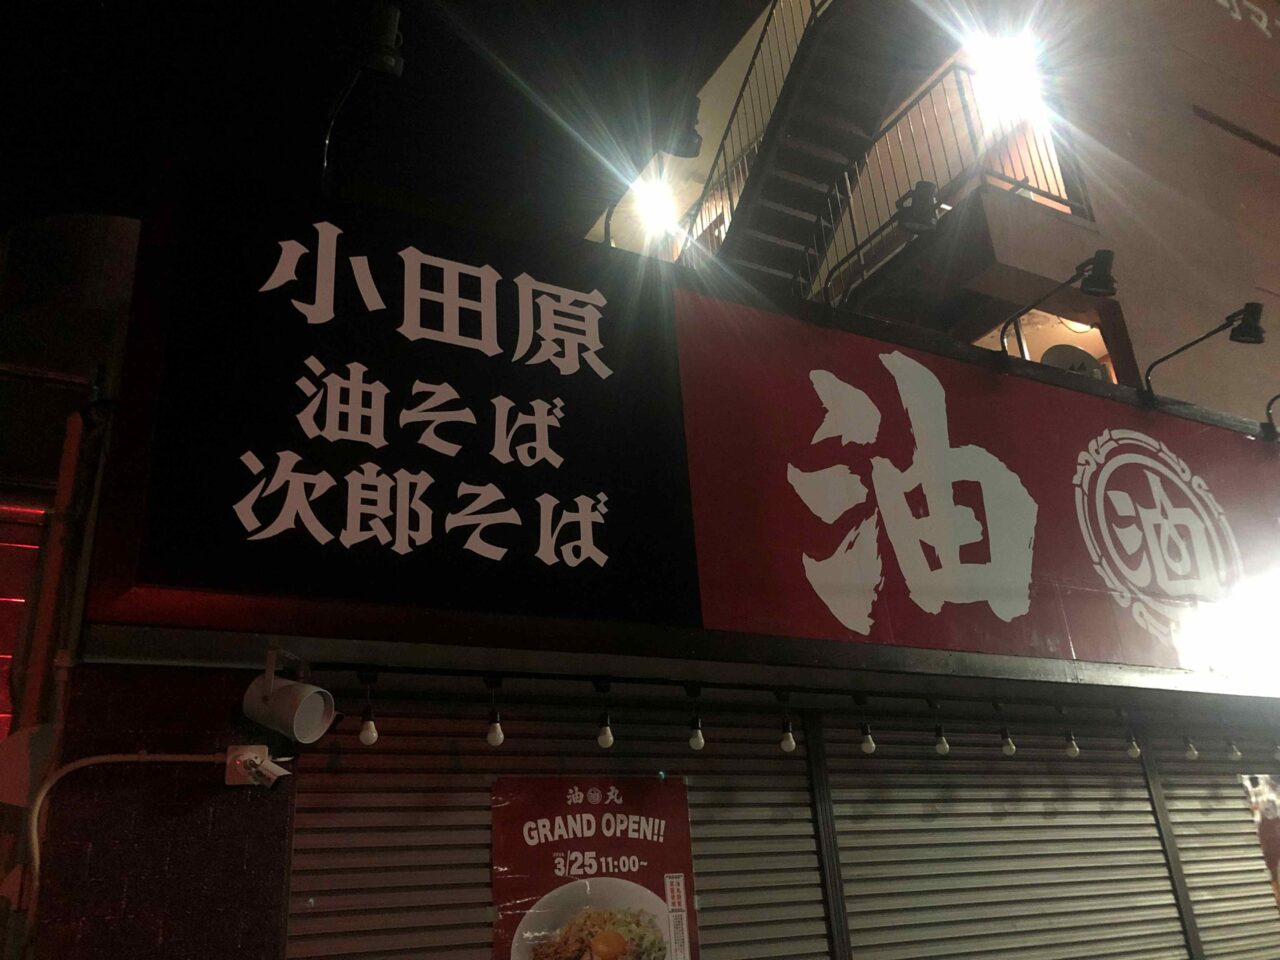 小田原
油そば
次郎そば
油
油
油 油 丸
GRAND OPEN!!
3/25 11:00~